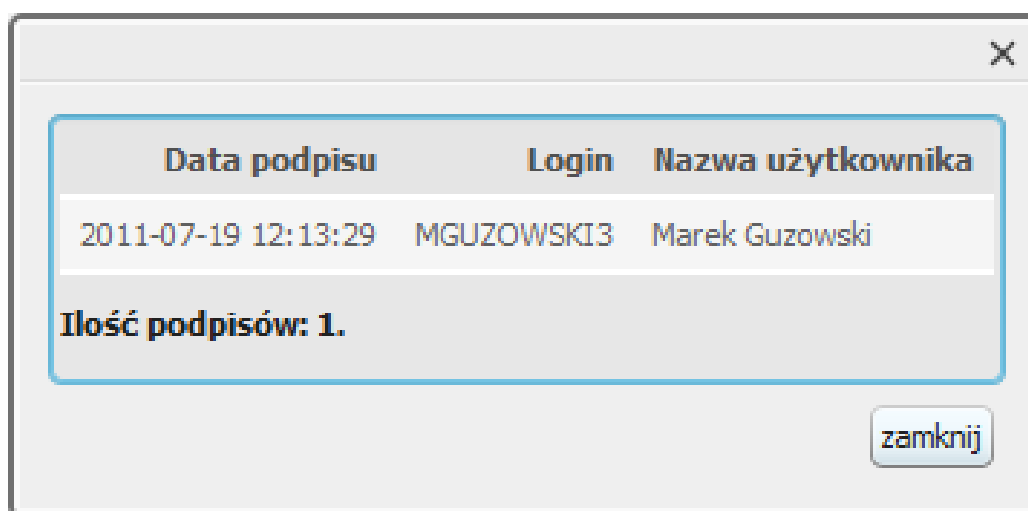 Data podpisu Login Nazwa użytkownika
2011-07-19 12:13:29 MGUZOWSKI3 Marek Guzowski
Ilość podpisów: 1.
zamknij